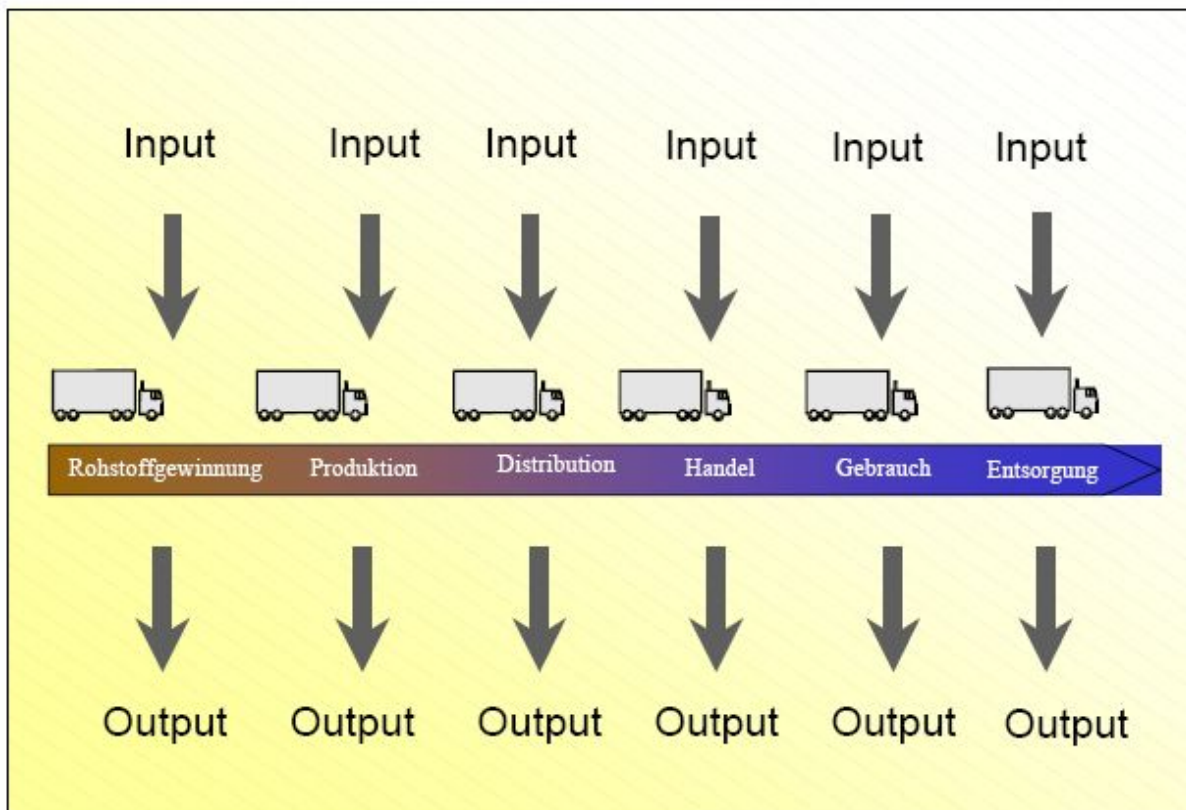 Input Input Input Input Input Input
Rohstoffgewinnung Produktion Distribution Handel Gebrauch Entsorgung
Output Output Output Output Output Output